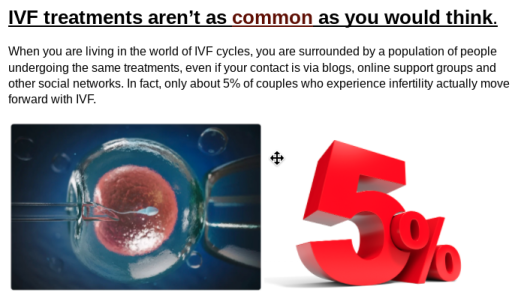 IVF treatments aren’t as common as you would think.
When you are living in the world of IVF cycles, you are surrounded by a population of people
undergoing the same treatments, even if your contact is via blogs, online support groups and
other social networks. In fact, only about 5% of couples who experience infertility actually move
forward with IVF.
5%